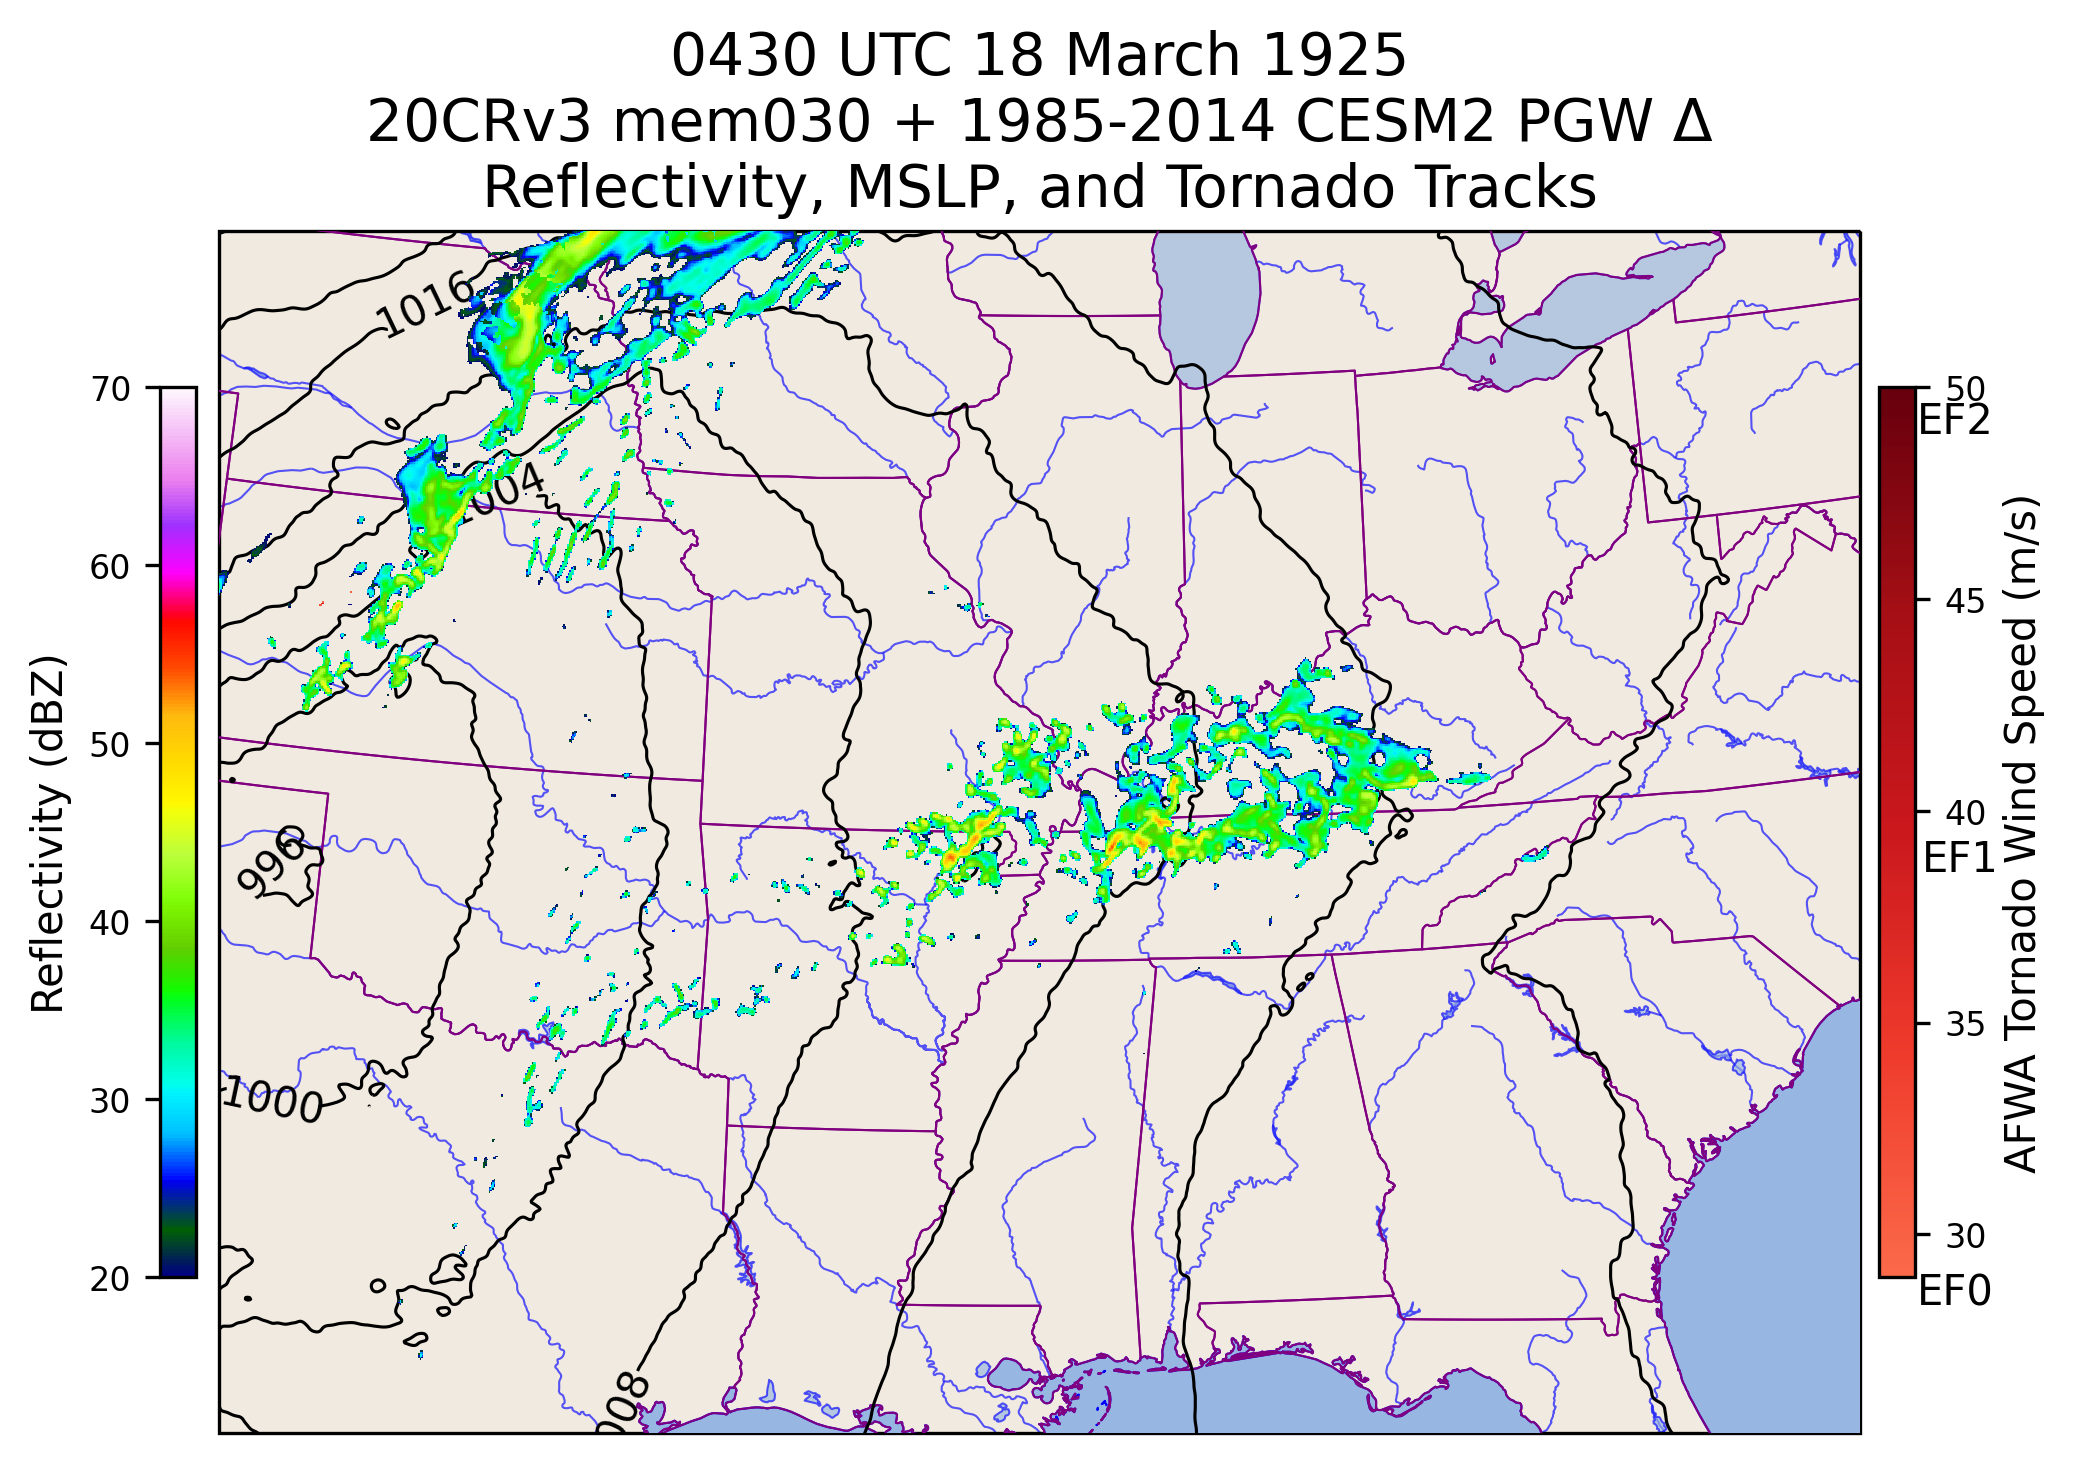 0430 UTC 18 March 1925
20CRv3 mem030 + 1985-2014 CESM2 PGW Δ
Reflectivity, MSLP, and Tornado Tracks
1016
1004
996
1000
008
70
60
50
40
30
20
Reflectivity (dBZ)
50
EF2
45
40
EF1
35
30
EF0
AFWA Tornado Wind Speed (m/s)